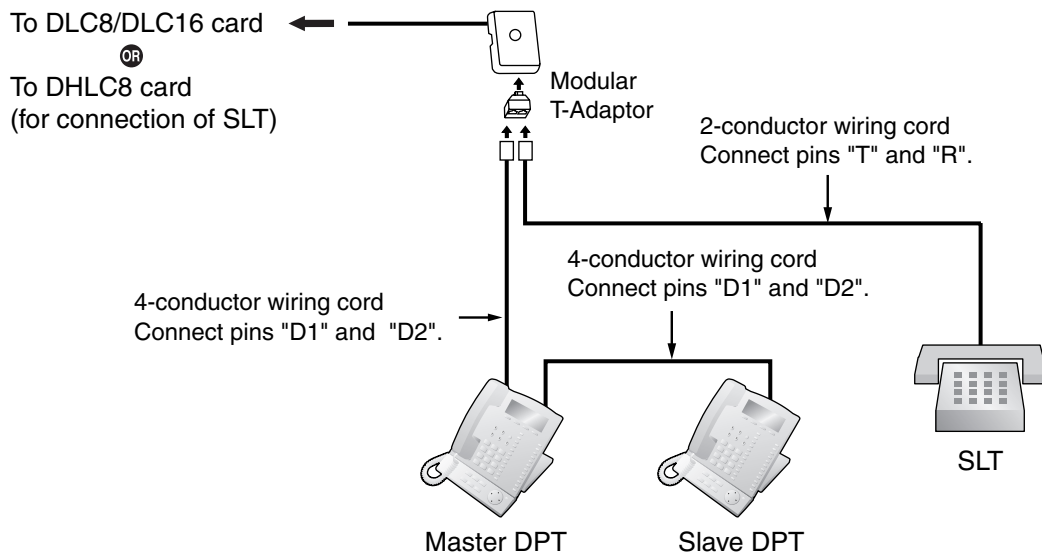 To DLC8/DLC16 card
OR
To DHLC8 card
(for connection of SLT)
Modular
T-Adaptor
2-conductor wiring cord
Connect pins "T" and "R".
4-conductor wiring cord
Connect pins "D1" and "D2".
4-conductor wiring cord
Connect pins "D1" and  "D2".
SLT
Master DPT
Slave DPT